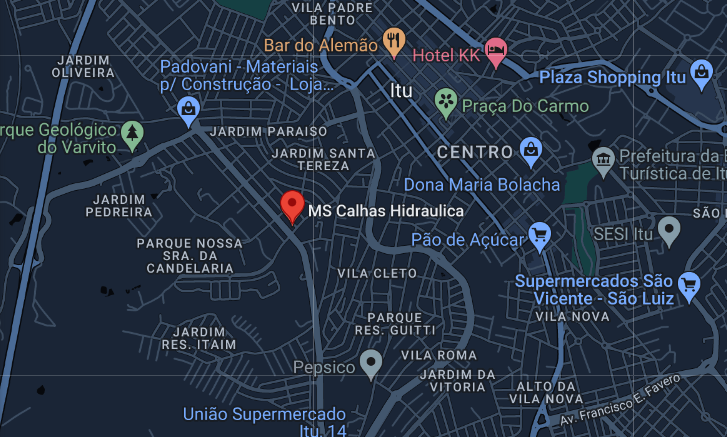 VILA PADRE
BENTO
Bar do Alemão
Hotel KK
JARDIM
OLIVEIRA
Padovani - Materiais
p/ Construção - Loja...
Plaza Shopping Itu
Itu
Praça Do Carmo
rque Geológico
do Varvito
JARDIM PARAISO
JARDIM SANTA
TEREZA
CENTRO
Prefeitura da E
Turística de Itu
Dona Maria Bolacha
JARDIM
PEDREIRA
MS Calhas Hidraulica
SÃO
PARQUE NOSSA
SRA. DA
CANDELARIA
Pão de Açúcar
SESI Itu
VILA CLETO
Supermercados São
Vicente - São Luiz
PARQUE
RES. GUITTI
VILA NOVA
JARDIM
RES. ITAIM
VILA ROMA
Pepsico
JARDIM DA
VITORIA
ALTO DA
VILA NOVA
Av. Francisco E. Favero
União Supermercado
Itu, 14